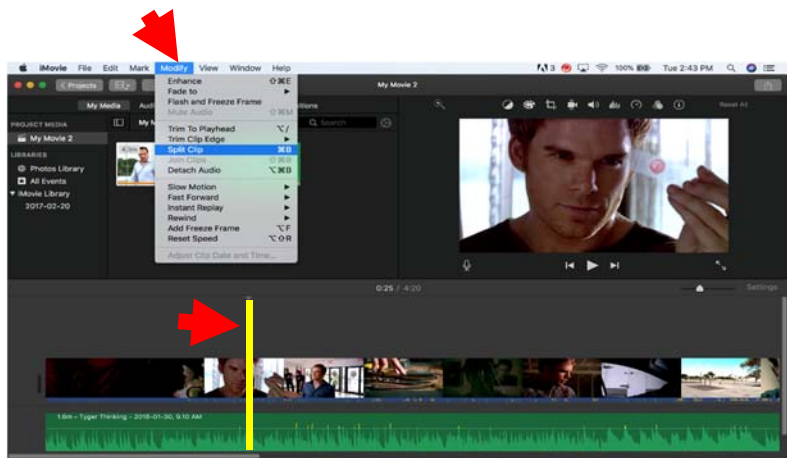 iMovie File Edit Mark Modify View Window Help
3 100% Tue 2:43 PM
Projects
My Movie 2
My Media
Search
Reset All
PROJECT MEDIA
My Movie 2
LIBRARIES
Photos Library
All Events
iMovie Library
2017-02-20
Enhance ⇧⌘E
Fade to
Flash and Freeze Frame
Mute Audio ⇧⌘M
Trim To Playhead ⌥/
Trim Clip Edge
Split Clip ⌘B
Join Clips
Detach Audio ⌥⌘B
Slow Motion
Fast Forward
Instant Replay
Rewind
Add Freeze Frame ⌥F
Reset Speed ⌥⇧R
Adjust Clip Date and Time...
0:25 / 4:20
Settings
1.6m – Tyger Thinking – 2018-01-30, 9:10 AM